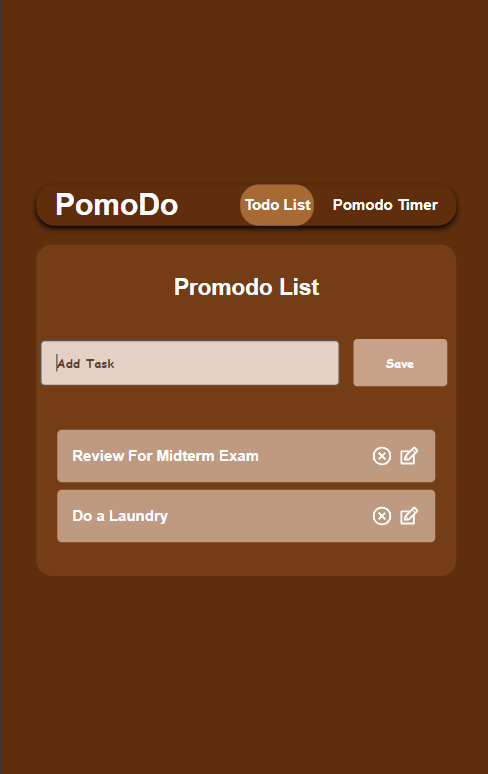 PomoDo Todo List Pomodo Timer
Promodo List
Add Task Save
Review For Midterm Exam
Do a Laundry